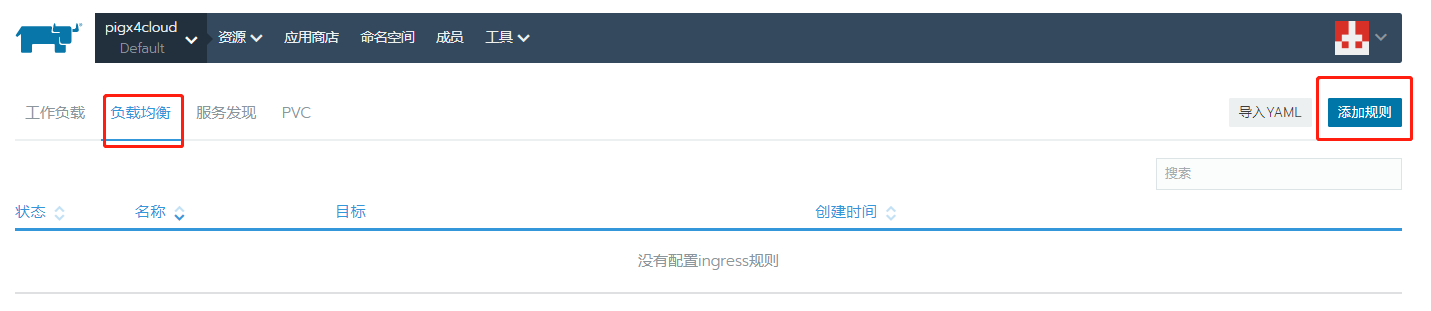 pigx4cloud
Default
资源 应用商店 命名空间 成员 工具
工作负载 负载均衡 服务发现 PVC 导入YAML 添加规则
搜索
状态 名称 目标 创建时间
没有配置ingress规则